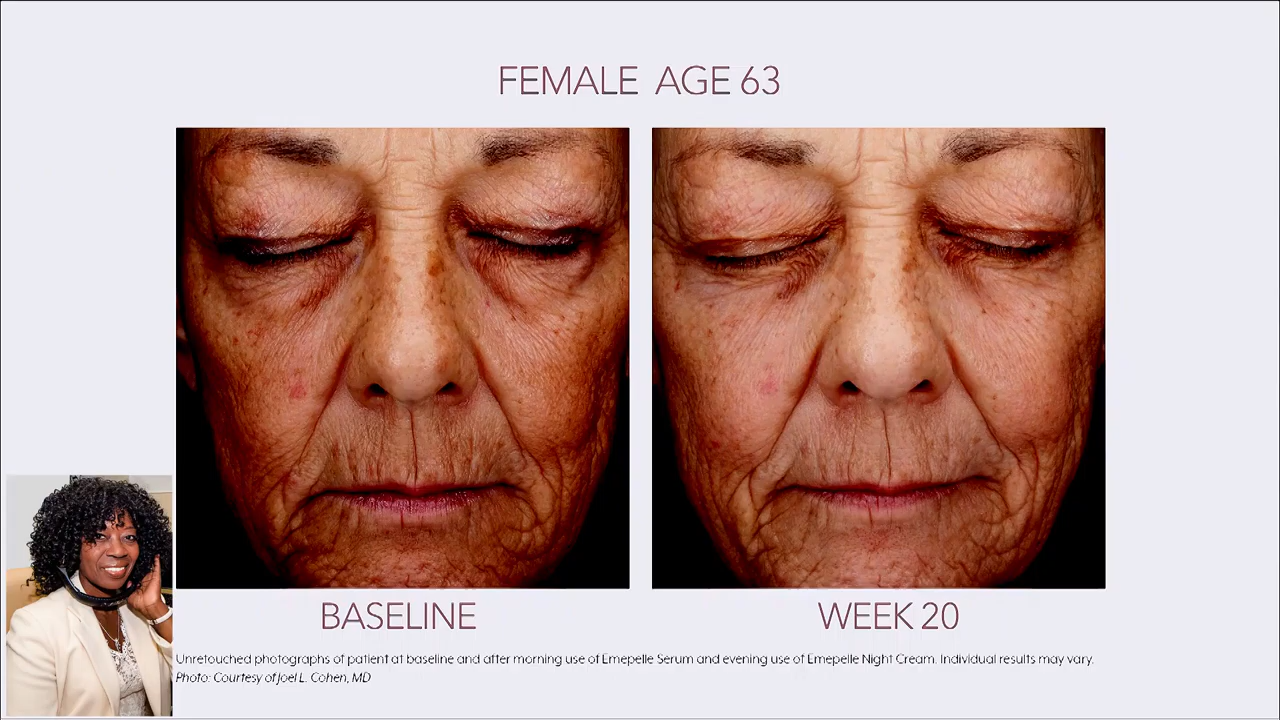 FEMALE AGE 63
BASELINE
WEEK 20
Unretouched photographs of patient at baseline and after morning use of Emepelle Serum and evening use of Emepelle Night Cream. Individual results may vary.
Photo: Courtesy of Joel L. Cohen, MD